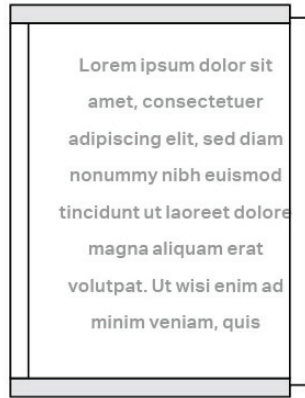 Lorem ipsum dolor sit
amet, consectetuer
adipiscing elit, sed diam
nonummy nibh euismod
tincidunt ut laoreet dolore
magna aliquam erat
volutpat. Ut wisi enim ad
minim veniam, quis